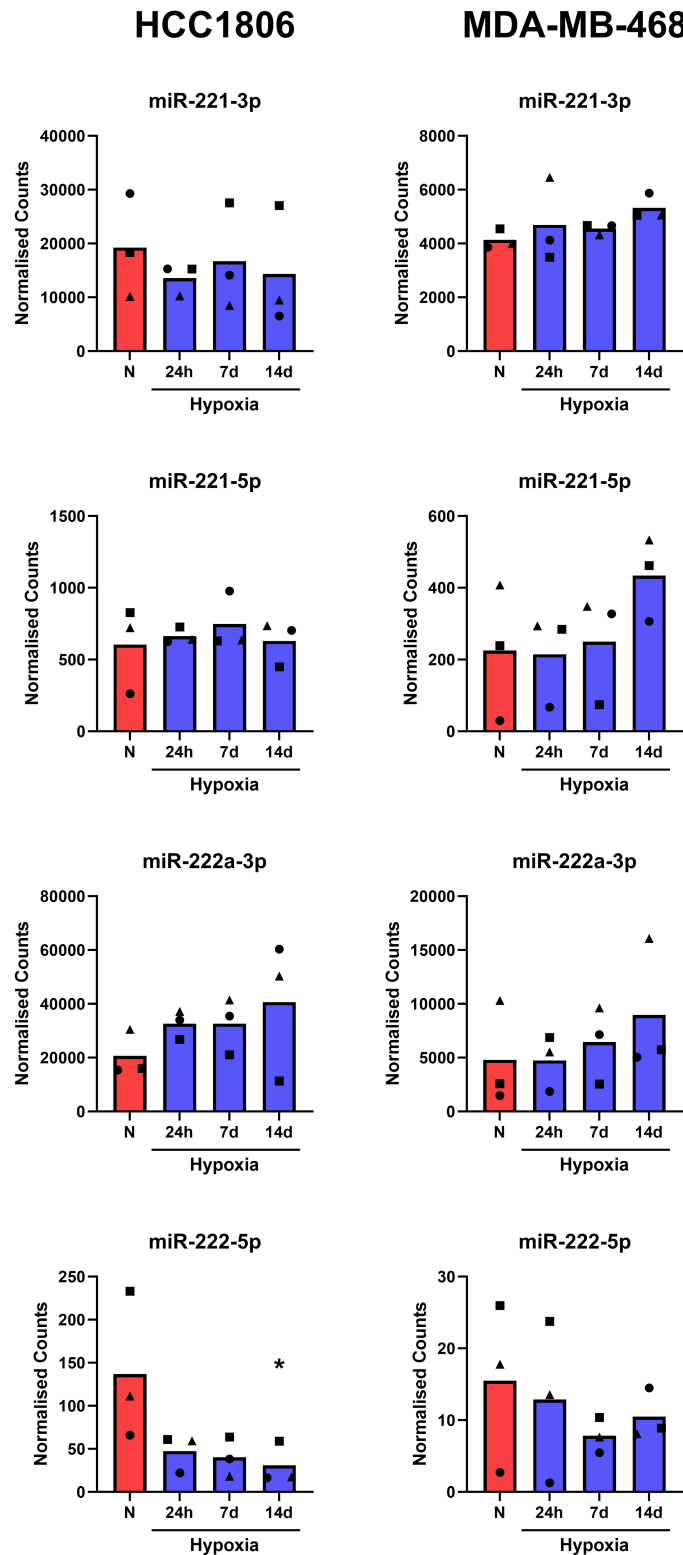 HCC1806 MDA-MB-468
miR-221-3p
Normalised Counts
40000
30000
20000
10000
0
N 24h 7d 14d
Hypoxia
miR-221-3p
Normalised Counts
8000
6000
4000
2000
0
N 24h 7d 14d
Hypoxia
miR-221-5p
Normalised Counts
1500
1000
500
0
N 24h 7d 14d
Hypoxia
miR-221-5p
Normalised Counts
600
400
200
0
N 24h 7d 14d
Hypoxia
miR-222a-3p
Normalised Counts
80000
60000
40000
20000
0
N 24h 7d 14d
Hypoxia
miR-222a-3p
Normalised Counts
20000
15000
10000
5000
0
N 24h 7d 14d
Hypoxia
miR-222-5p
Normalised Counts
250
200
150
100
50
0
*
N 24h 7d 14d
Hypoxia
miR-222-5p
Normalised Counts
30
20
10
0
N 24h 7d 14d
Hypoxia